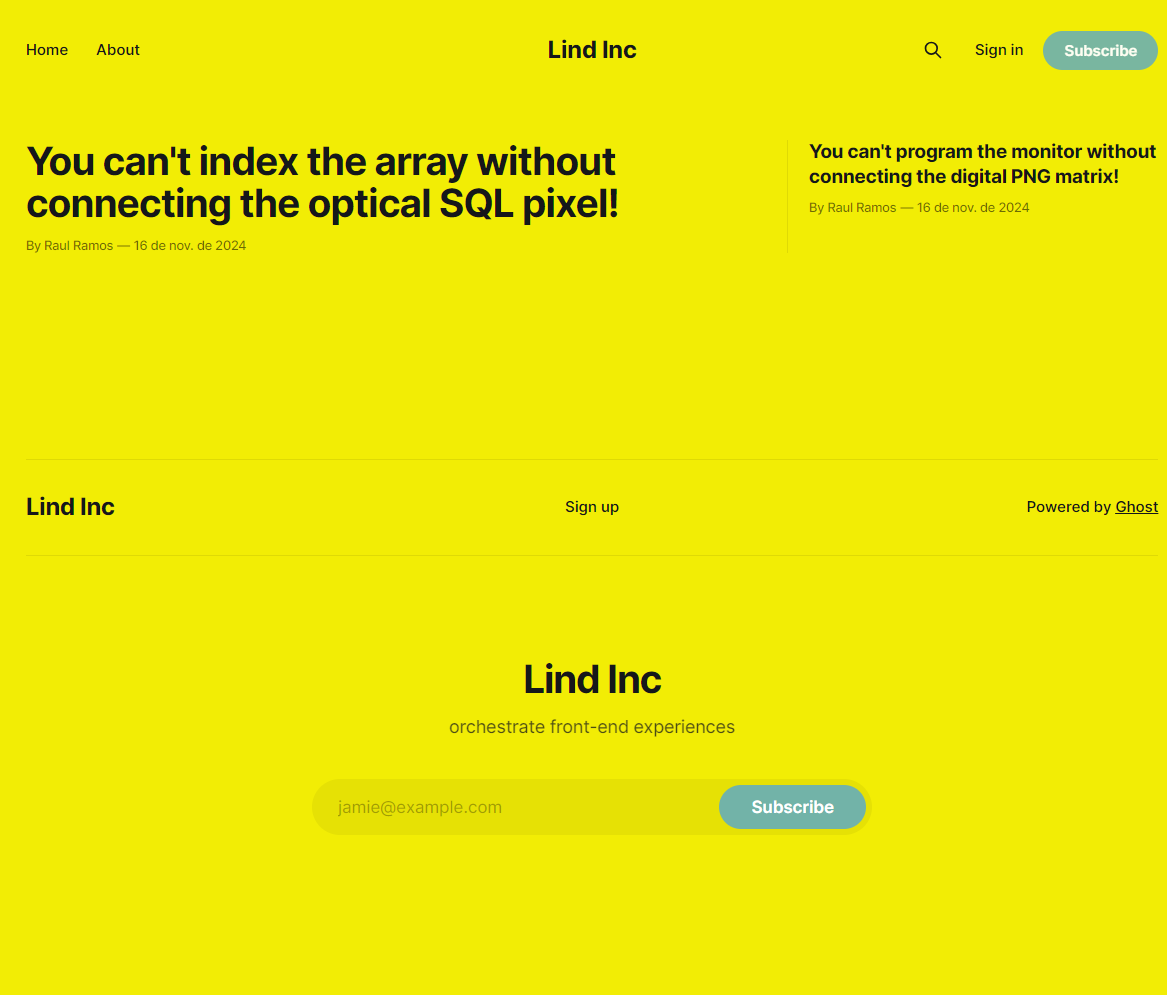 Home About Lind Inc Sign in Subscribe
You can't index the array without
connecting the optical SQL pixel!
By Raul Ramos — 16 de nov. de 2024
You can't program the monitor without
connecting the digital PNG matrix!
By Raul Ramos — 16 de nov. de 2024
Lind Inc Sign up Powered by Ghost
Lind Inc
orchestrate front-end experiences
jamie@example.com Subscribe